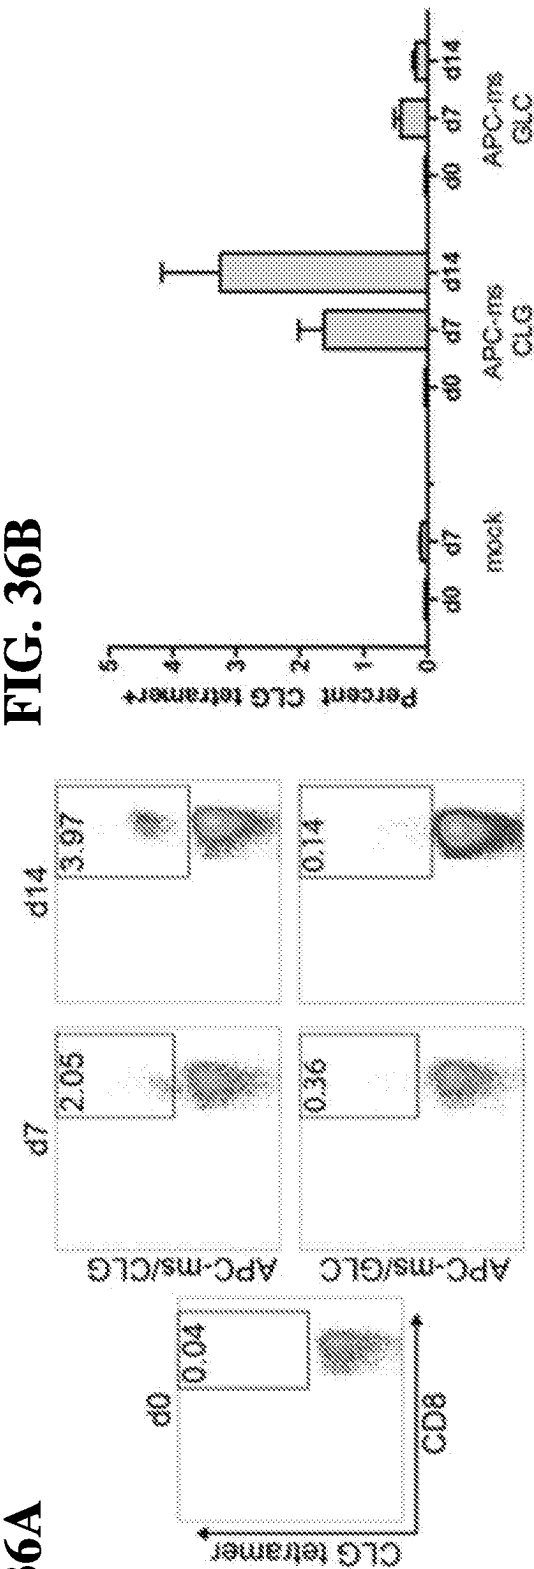 36A
d0
d7
d14
0.04
2.05
3.97
APC-ms/CLG
0.36
0.14
APC-ms/GLC
CLG tetramer
CD8
FIG. 36B
Percent CLG tetramer+
5
4
3
2
1
0
d0 d7 d0 d7 d14 d0 d7 d14
mock APC-ms APC-ms
CLG GLC